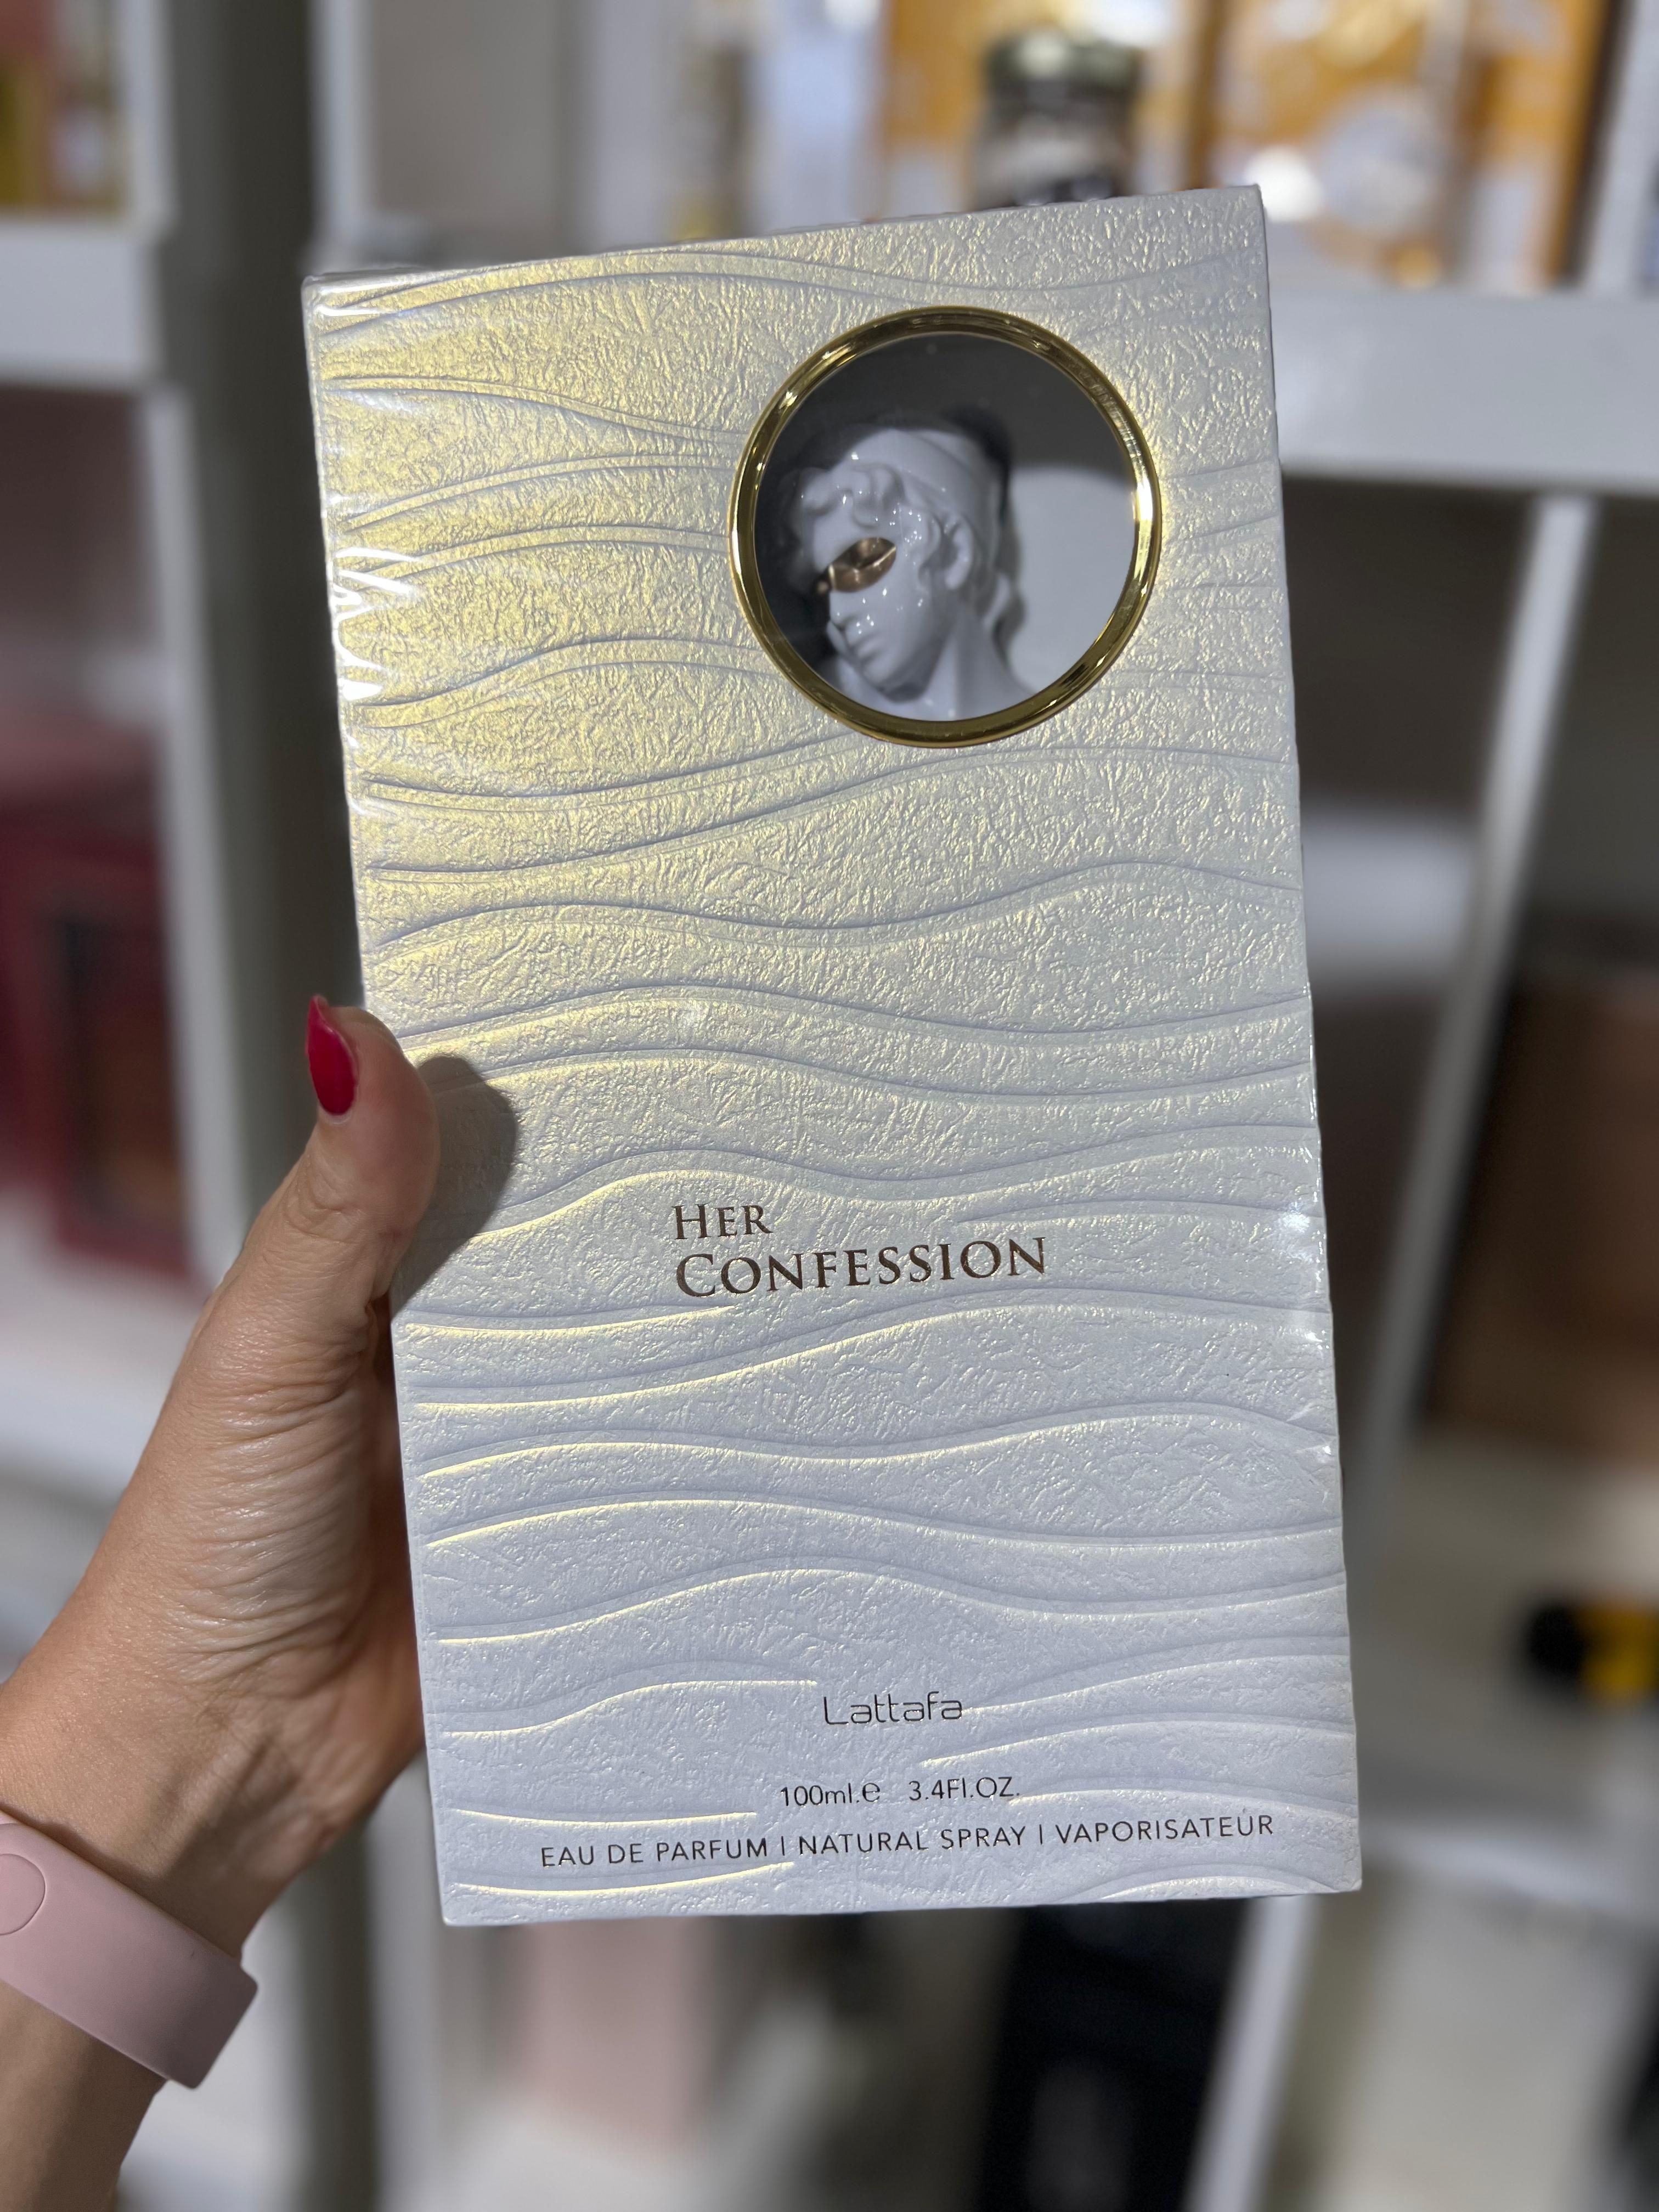 HER
CONFESSION
Lattafa
100ml.e 3.4Fl.OZ.
EAU DE PARFUM | NATURAL SPRAY | VAPORISATEUR